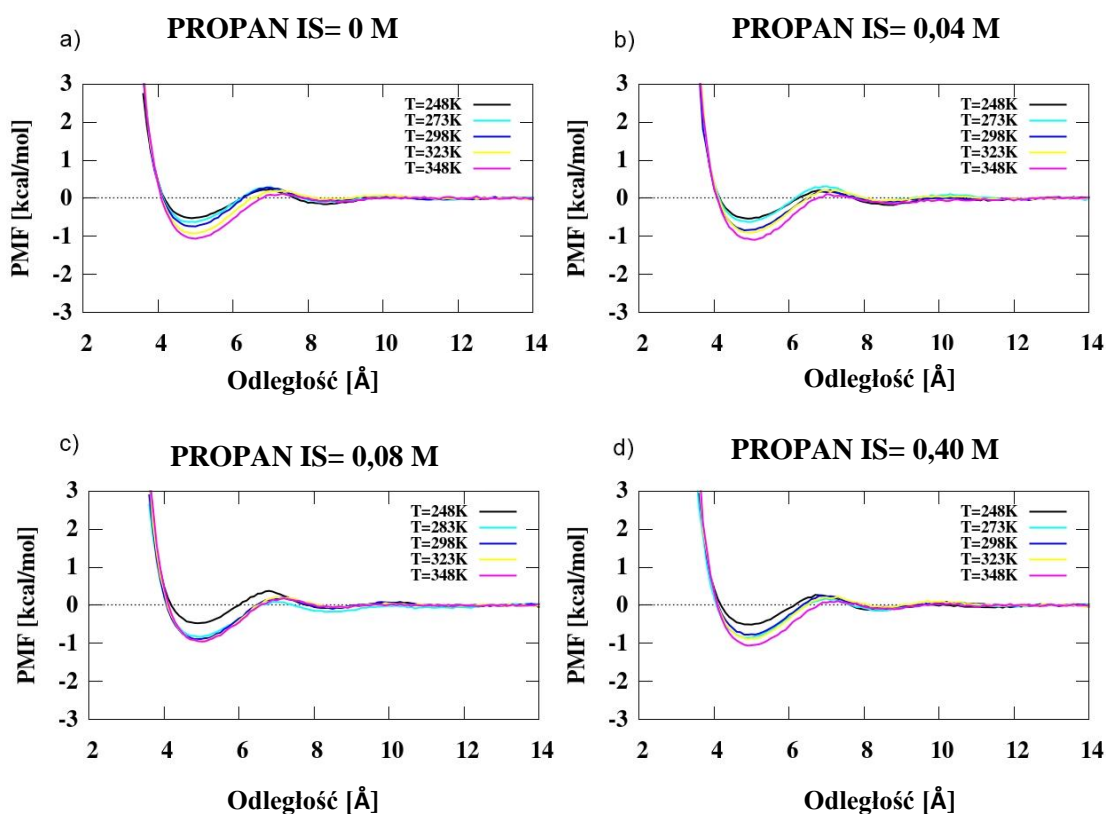 a)
PROPAN IS= 0 M
3
2
1
0
-1
-2
-3
PMF [kcal/mol]
T=248K
T=273K
T=298K
T=323K
T=348K
2 4 6 8 10 12 14
Odległość [Å]
b)
PROPAN IS= 0,04 M
3
2
1
0
-1
-2
-3
PMF [kcal/mol]
T=248K
T=273K
T=298K
T=323K
T=348K
2 4 6 8 10 12 14
Odległość [Å]
c)
PROPAN IS= 0,08 M
3
2
1
0
-1
-2
-3
PMF [kcal/mol]
T=248K
T=283K
T=298K
T=323K
T=348K
2 4 6 8 10 12 14
Odległość [Å]
d)
PROPAN IS= 0,40 M
3
2
1
0
-1
-2
-3
PMF [kcal/mol]
T=248K
T=273K
T=298K
T=323K
T=348K
2 4 6 8 10 12 14
Odległość [Å]